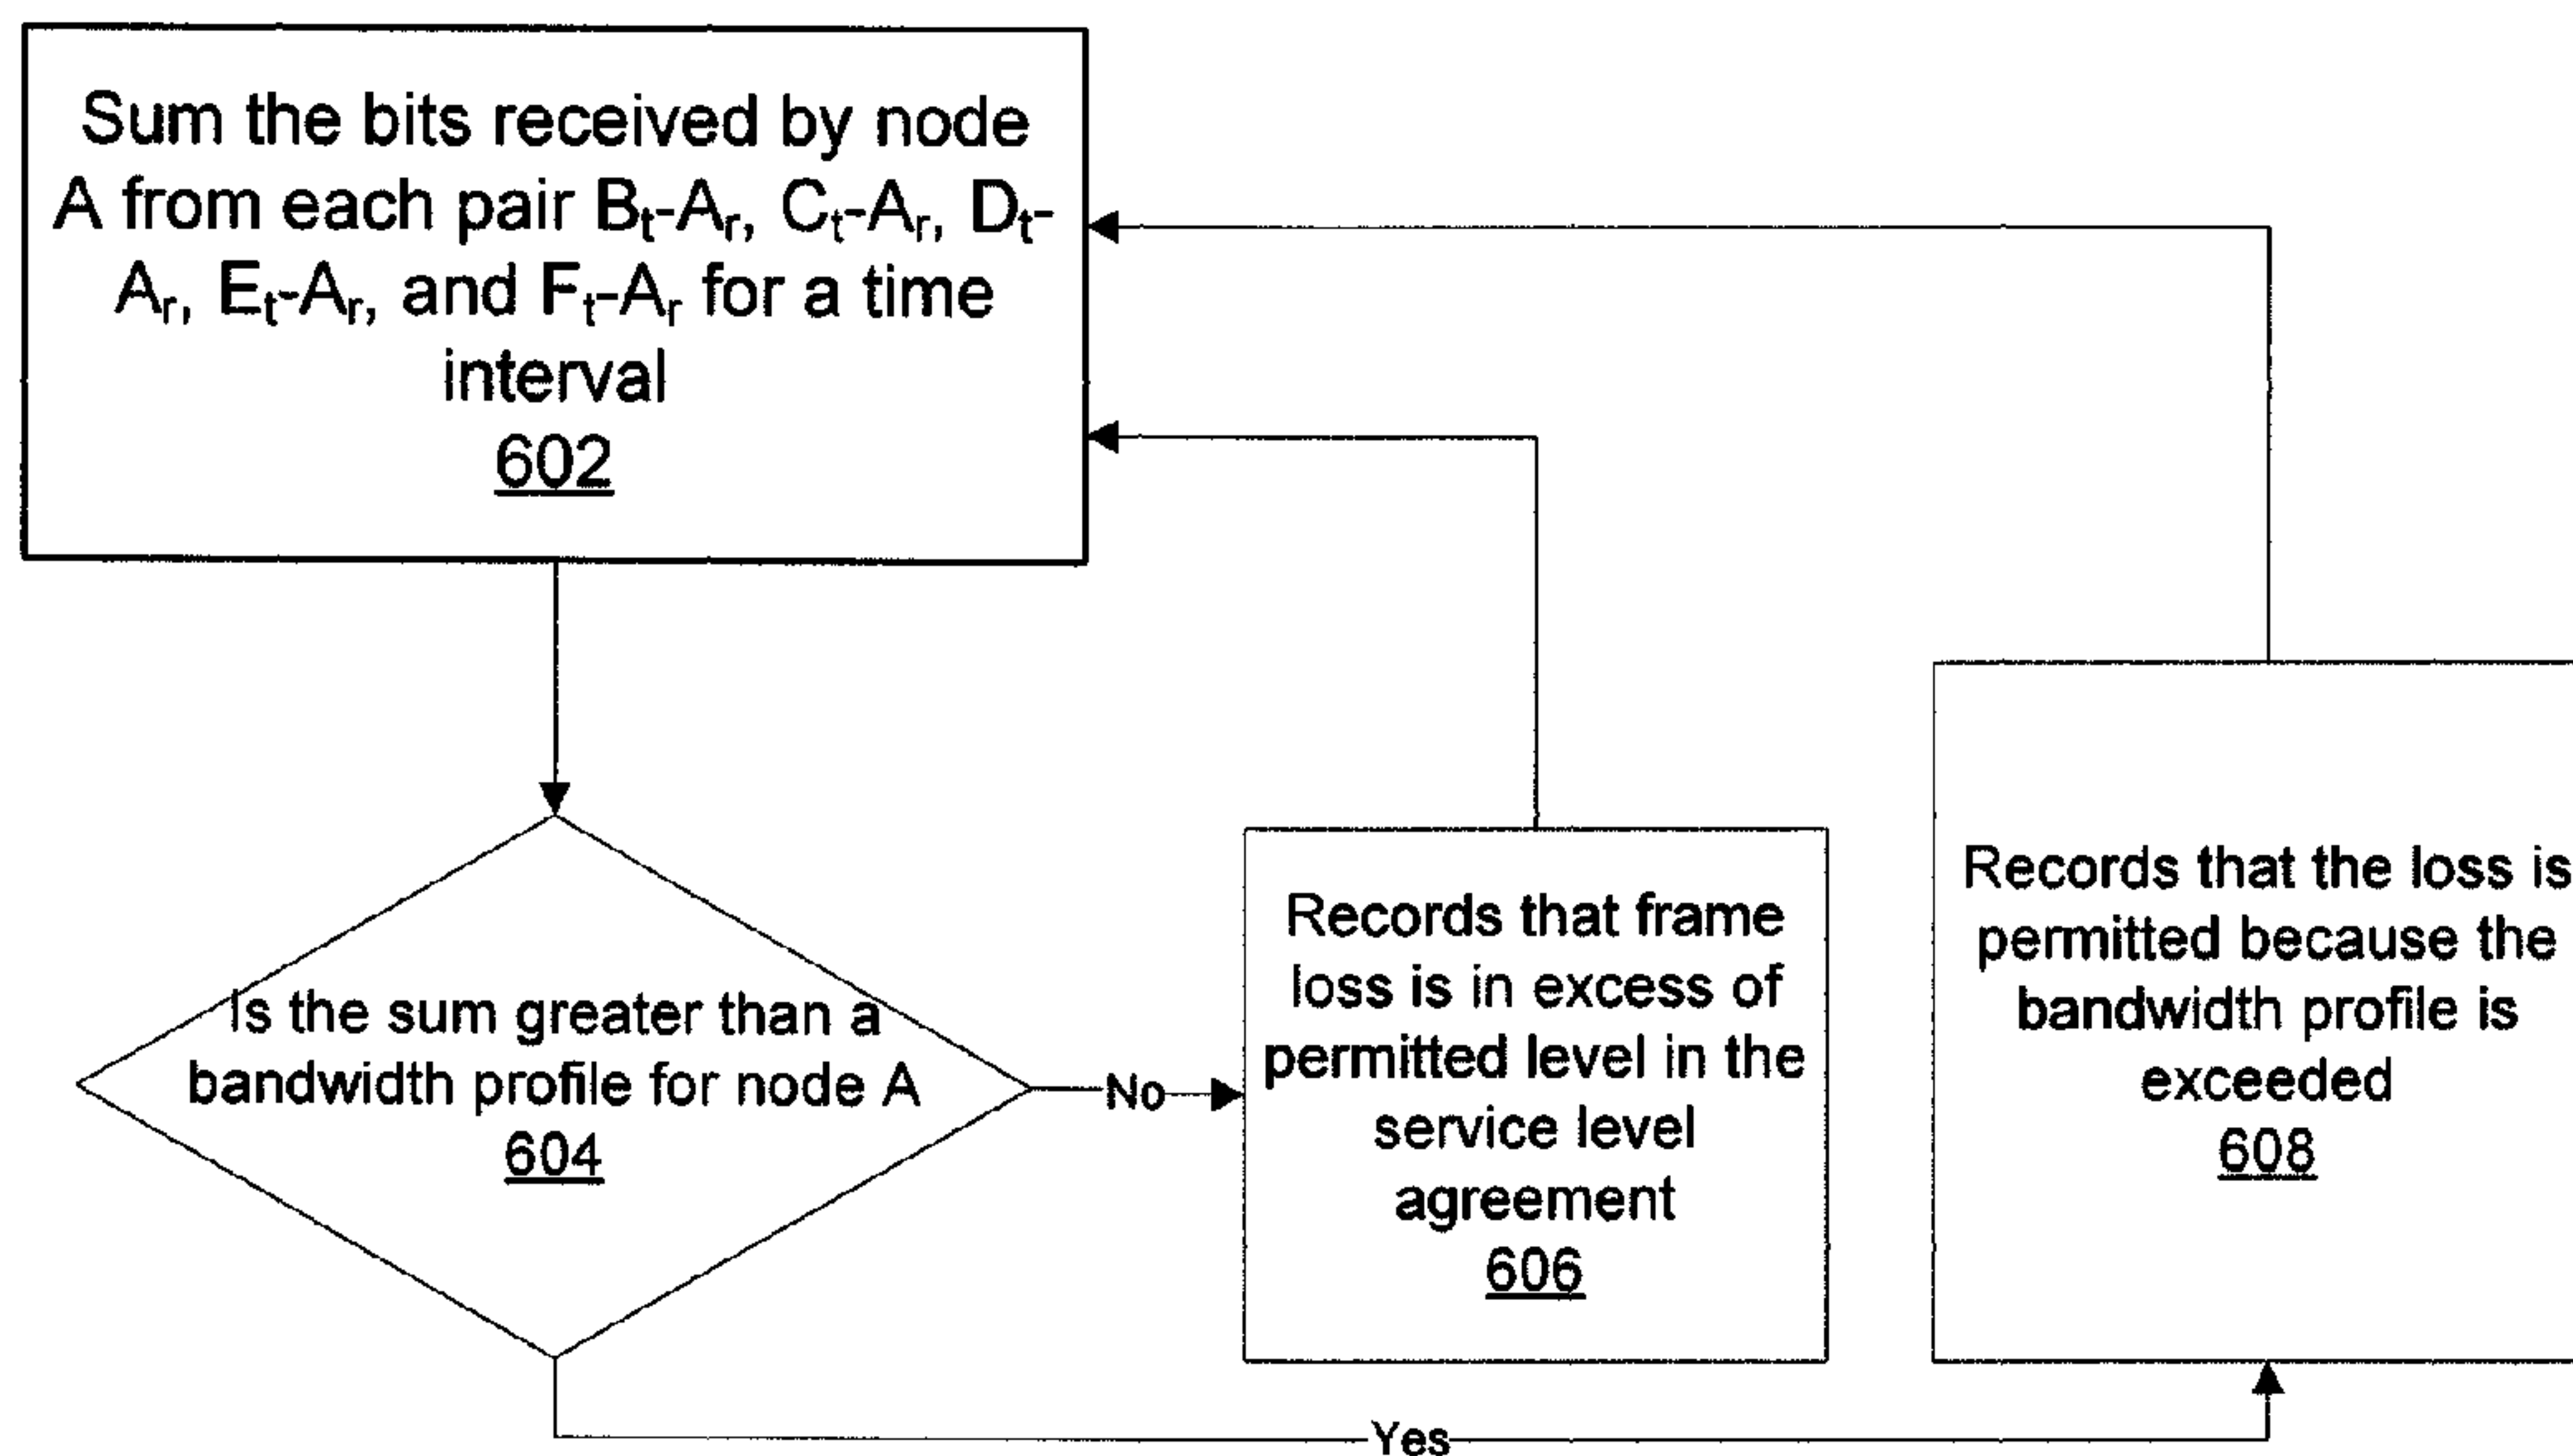 Sum the bits received by node
A from each pair Bt-Ar, Ct-Ar, Dt-
Ar, Et-Ar, and Ft-Ar for a time
interval
602
Is the sum greater than a
bandwidth profile for node A
604
No
Records that frame
loss is in excess of
permitted level in the
service level
agreement
606
Records that the loss is
permitted because the
bandwidth profile is
exceeded
608
Yes